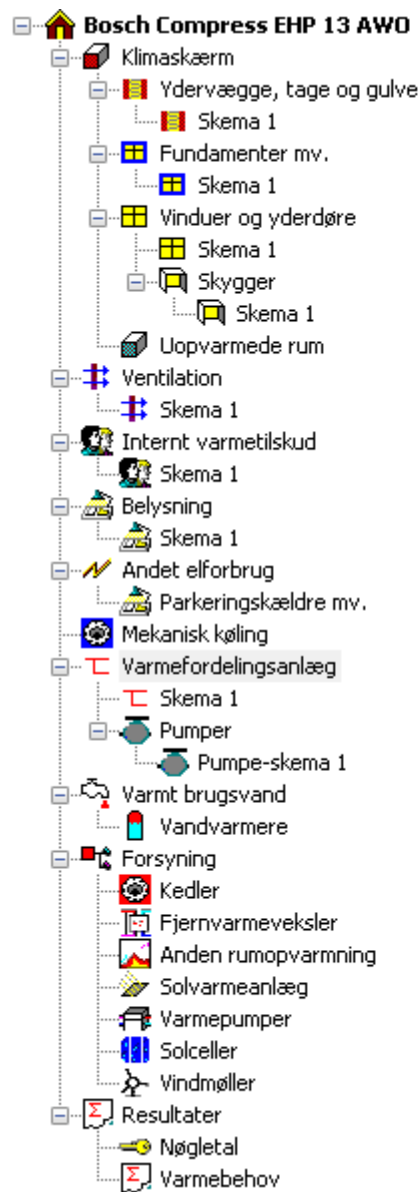 Bosch Compress EHP 13 AWO
Klimaskærm
Ydervægge, tage og gulve
Skema 1
Fundamenter mv.
Skema 1
Vinduer og yderdøre
Skema 1
Skygger
Skema 1
Uopvarmede rum
Ventilation
Skema 1
Internt varmetilskud
Skema 1
Belysning
Skema 1
Andet elforbrug
Parkeringskældre mv.
Mekanisk køling
Varmefordelingsanlæg
Skema 1
Pumper
Pumpe-skema 1
Varmt brugsvand
Vandvarmere
Forsyning
Kedler
Fjernvarmeveksler
Anden rumopvarmning
Solvarmeanlæg
Varmepumper
Solceller
Vindmøller
Resultater
Nøgletal
Varmebehov